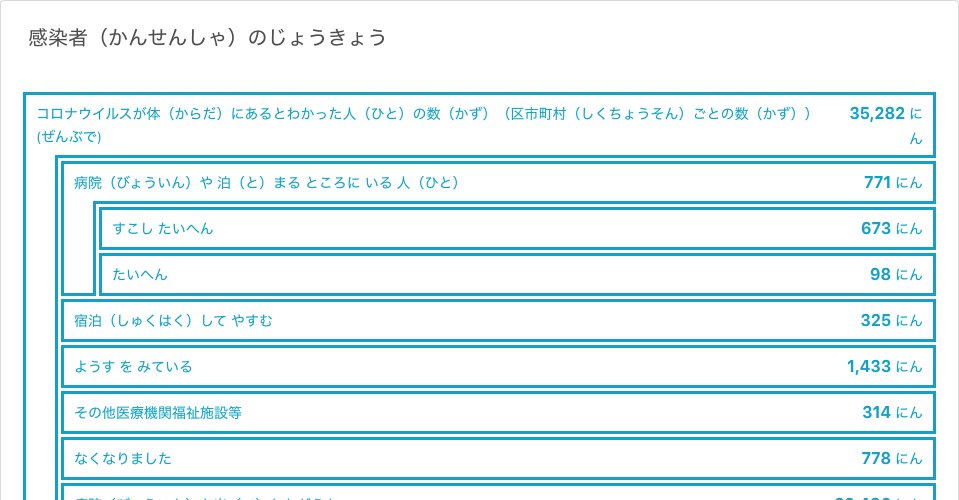 感染者（かんせんしゃ）のじょうきょう
コロナウイルスが体（からだ）にあるとわかった人（ひと）の数（かず）（区市町村（しくちょうそん）ごとの数（かず））
(ぜんぶで)
35,282 に
ん
病院（びょういん）や 泊（と）まる ところに いる 人（ひと）
771 にん
すこし たいへん
673 にん
たいへん
98 にん
宿泊（しゅくはく）して やすむ
325 にん
ようす を みている
1,433 にん
その他医療機関福祉施設等
314 にん
なくなりました
778 にん